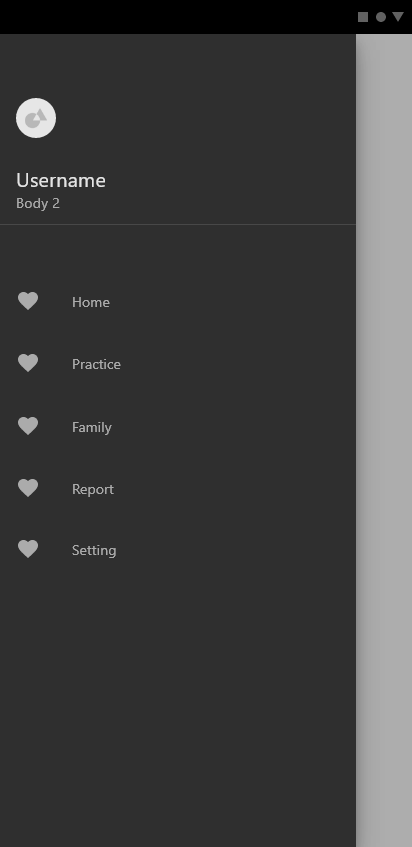 Username
Body 2
Home
Practice
Family
Report
Setting